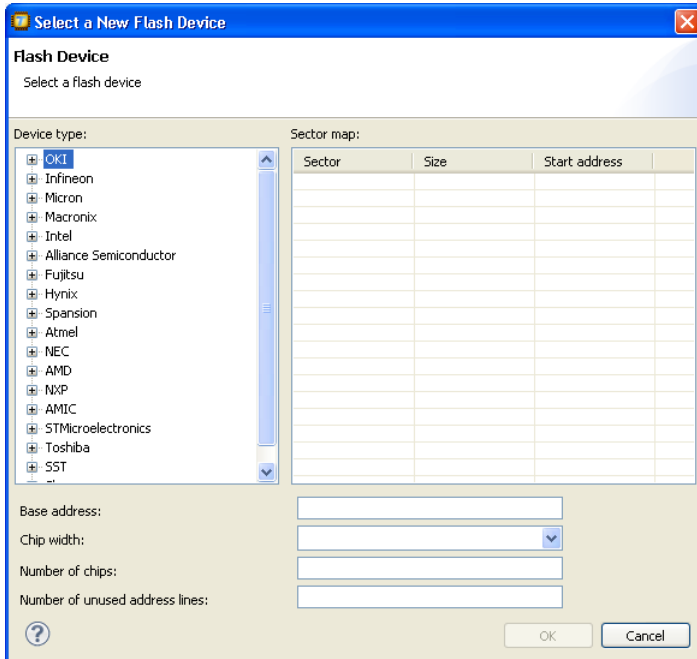 Select a New Flash Device
Flash Device
Select a flash device
Device type:
Sector map:
OKI
Infineon
Micron
Macronix
Intel
Alliance Semiconductor
Fujitsu
Hynix
Spansion
Atmel
NEC
AMD
NXP
AMIC
STMicroelectronics
Toshiba
SST
Sector Size Start address
Base address:
Chip width:
Number of chips:
Number of unused address lines:
?
OK Cancel